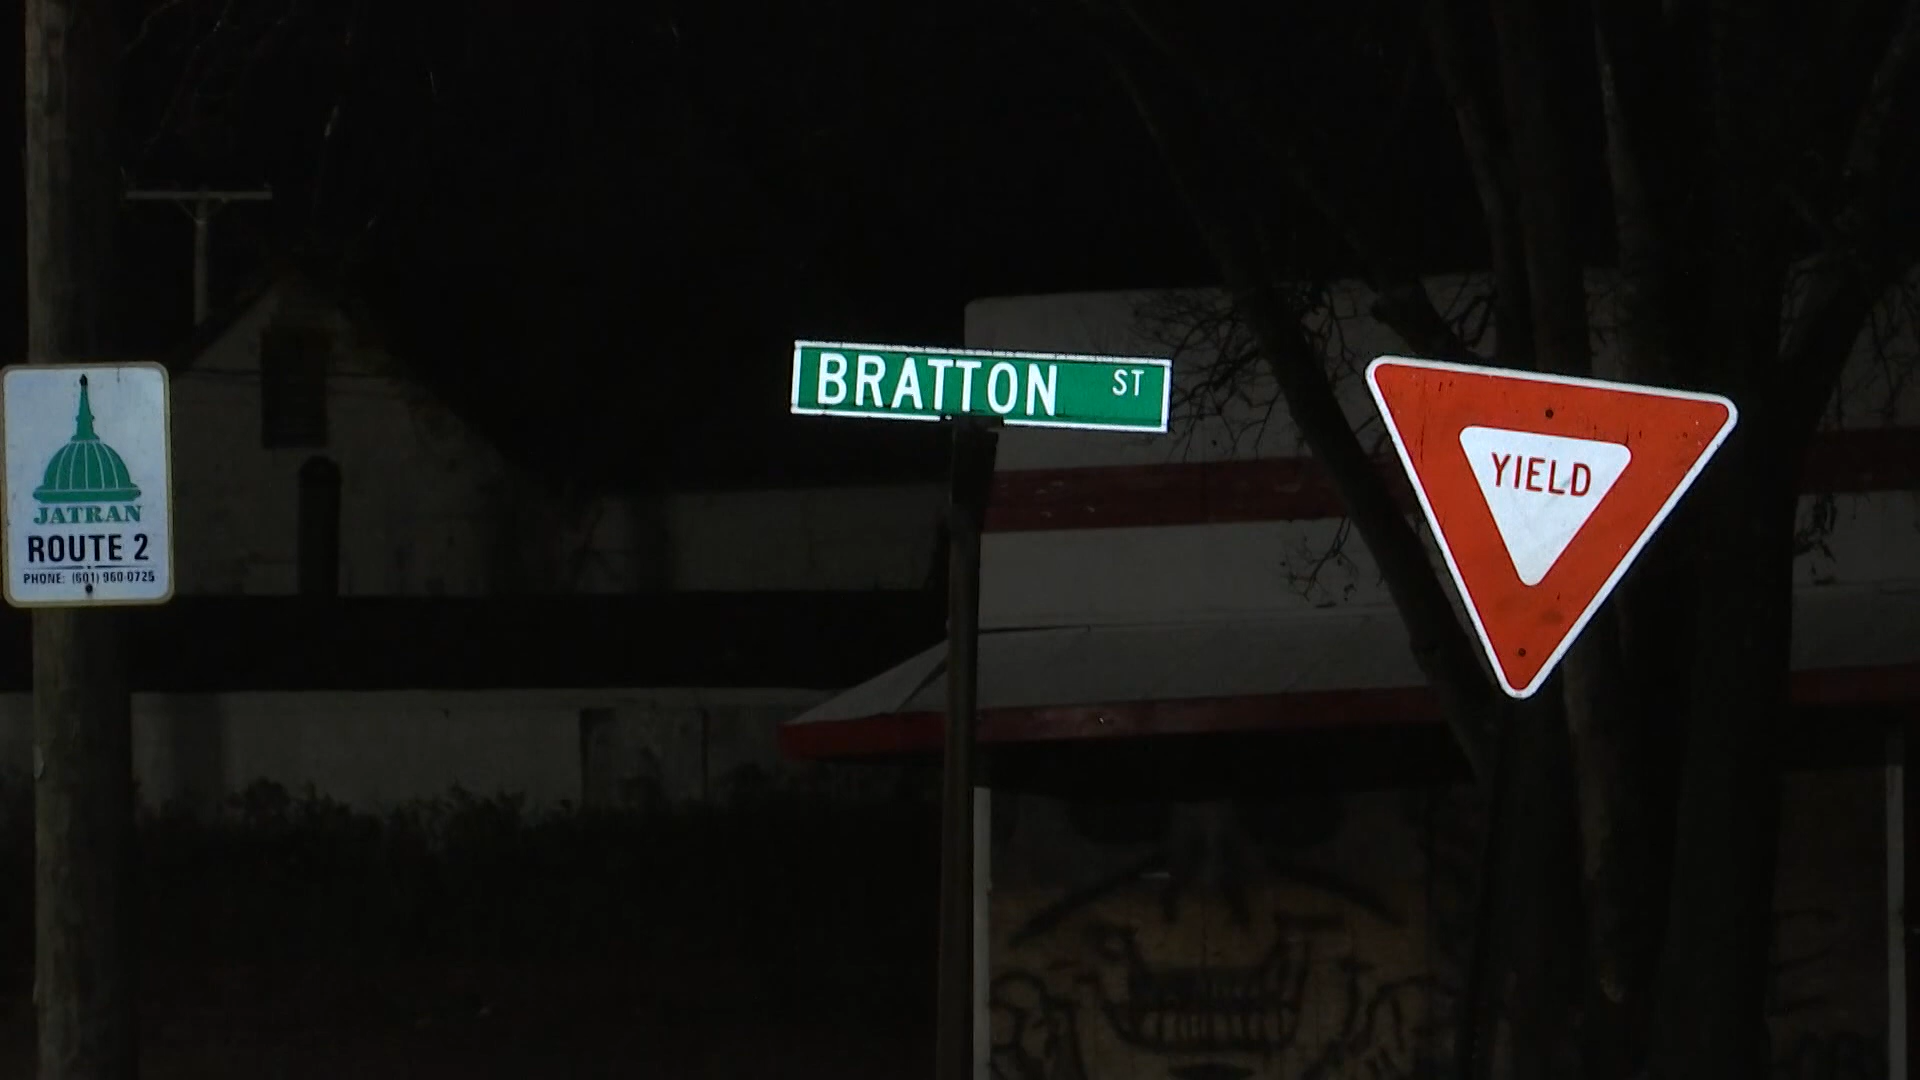 JATRAN
ROUTE 2
PHONE: (601) 960-0725
BRATTON ST
YIELD